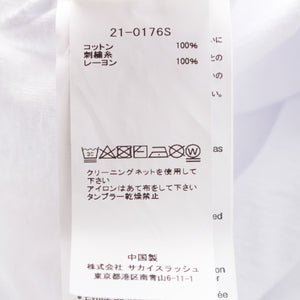 21-0176S
コットン 100%
刺繍糸
レーヨン 100%
クリーニングネットを使用して
下さい
アイロンはあて布をして下さい
タンブラー乾燥禁止
中国製
株式会社 サカイスラッシュ
東京都港区南青山
as
ed
on